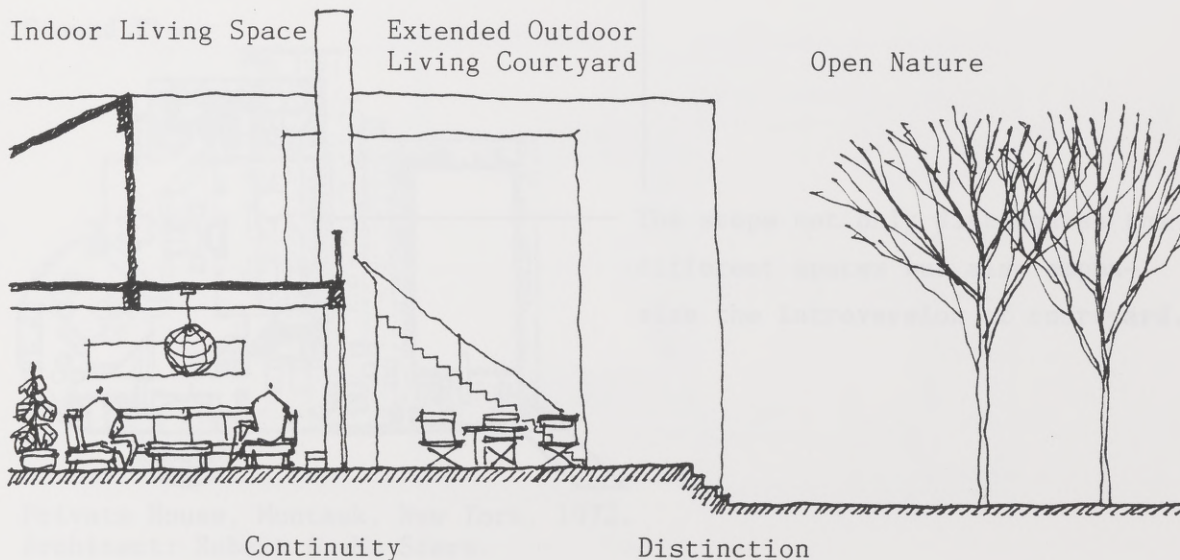 Indoor Living Space
Extended Outdoor
Living Courtyard
Open Nature
Continuity
Distinction